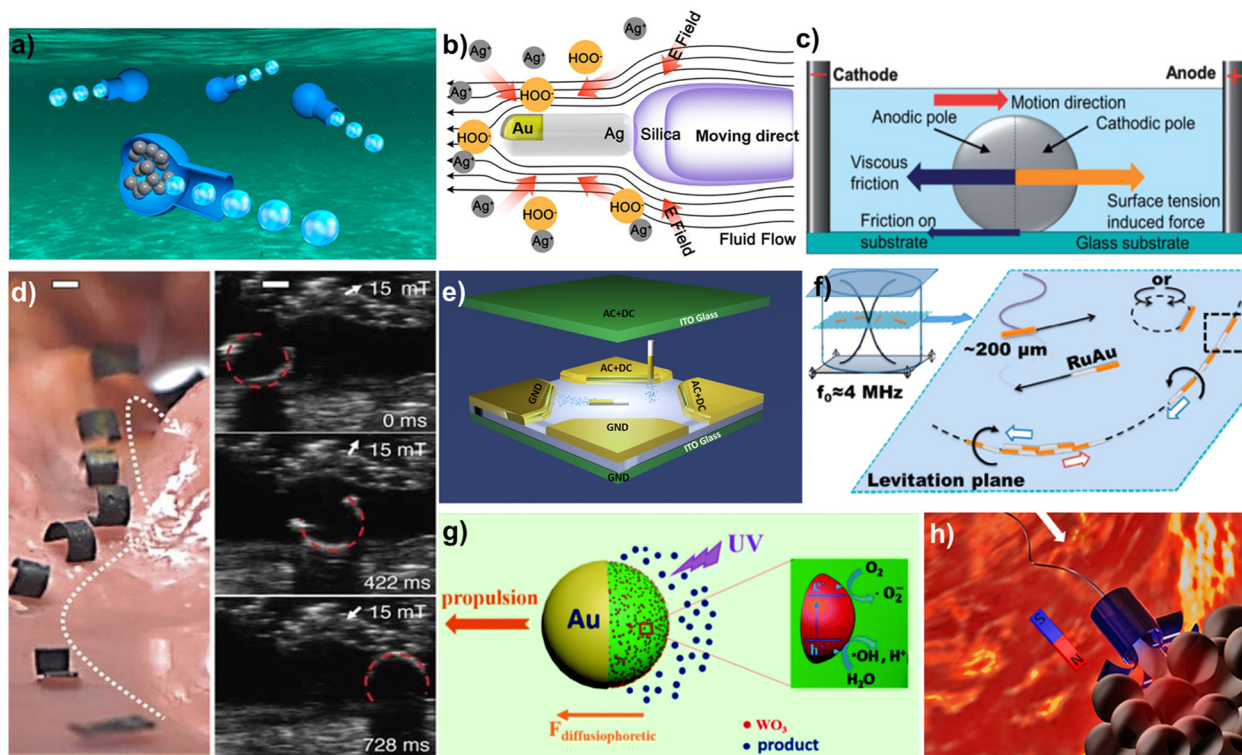 a)
b)
Ag⁺
Ag⁺
Ag⁺
HOO⁻
Ag⁺
E Field
HOO⁻
Ag⁺
Au
Ag
Silica
Moving direct
HOO⁻
Ag⁺
Ag⁺
HOO⁻
HOO⁻
Ag⁺
Ag⁺
E Field
Fluid Flow
c)
Cathode
Anode
Motion direction
Anodic pole
Cathodic pole
Viscous
friction
Surface tension
induced force
Friction on
substrate
Glass substrate
d)
15 mT
0 ms
15 mT
422 ms
15 mT
728 ms
e)
AC+DC
ITO Glass
AC+DC
GND
AC+DC
GND
ITO Glass
GND
f)
or
~200 μm
RuAu
f₀≈4 MHz
Levitation plane
g)
UV
propulsion
Au
F diffusiophoretic
e⁻
h⁺
O₂
·O₂⁻
·OH, H⁺
H₂O
WO₃
product
h)
S
N